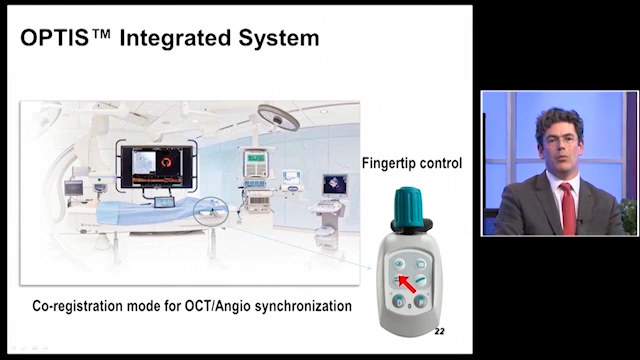 OPTIS™ Integrated System
Fingertip control
Co-registration mode for OCT/Angio synchronization
22